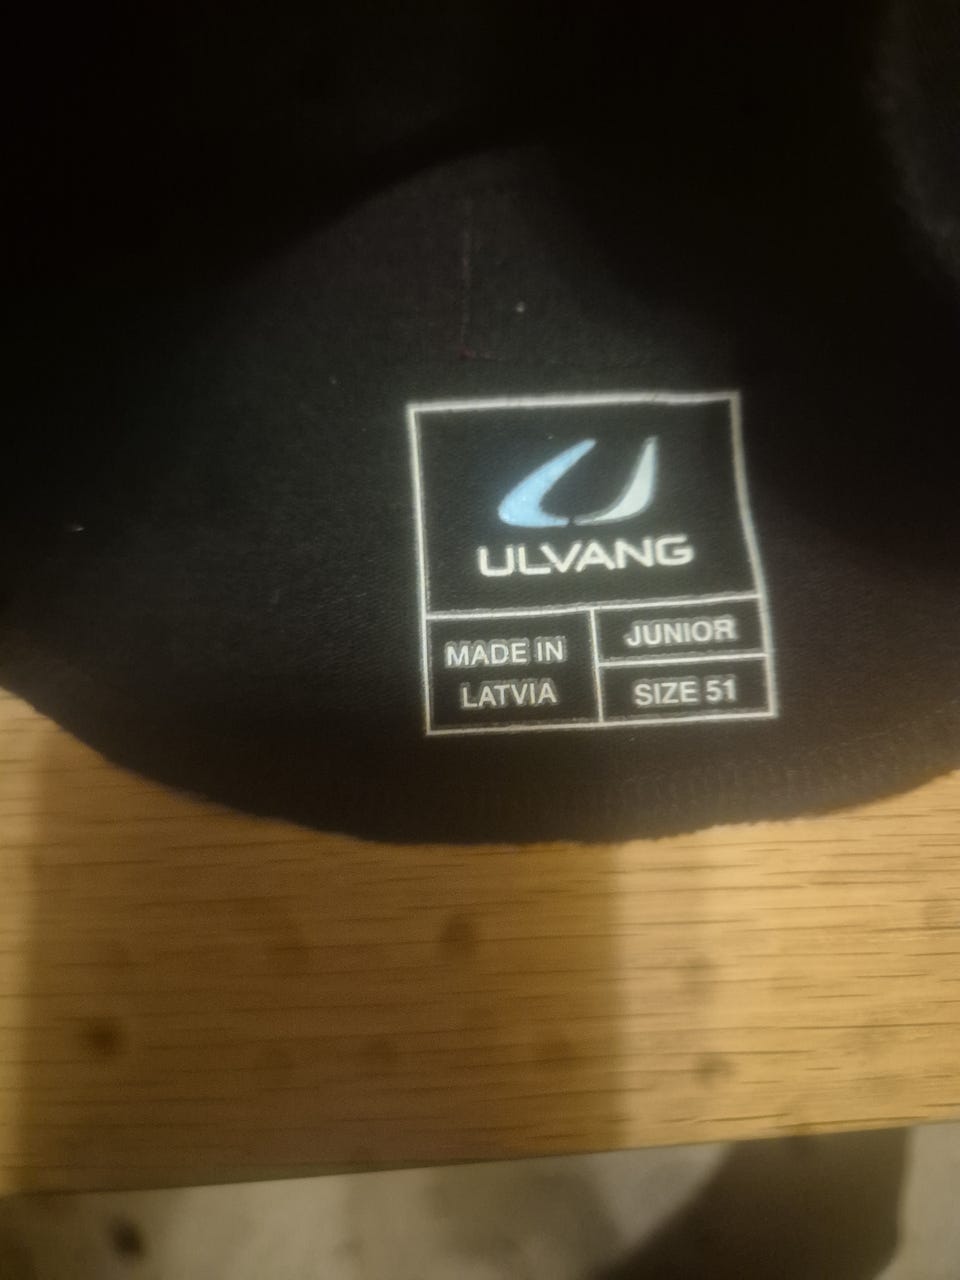 ULVANG
MADE IN
LATVIA
JUNIOR
SIZE 51